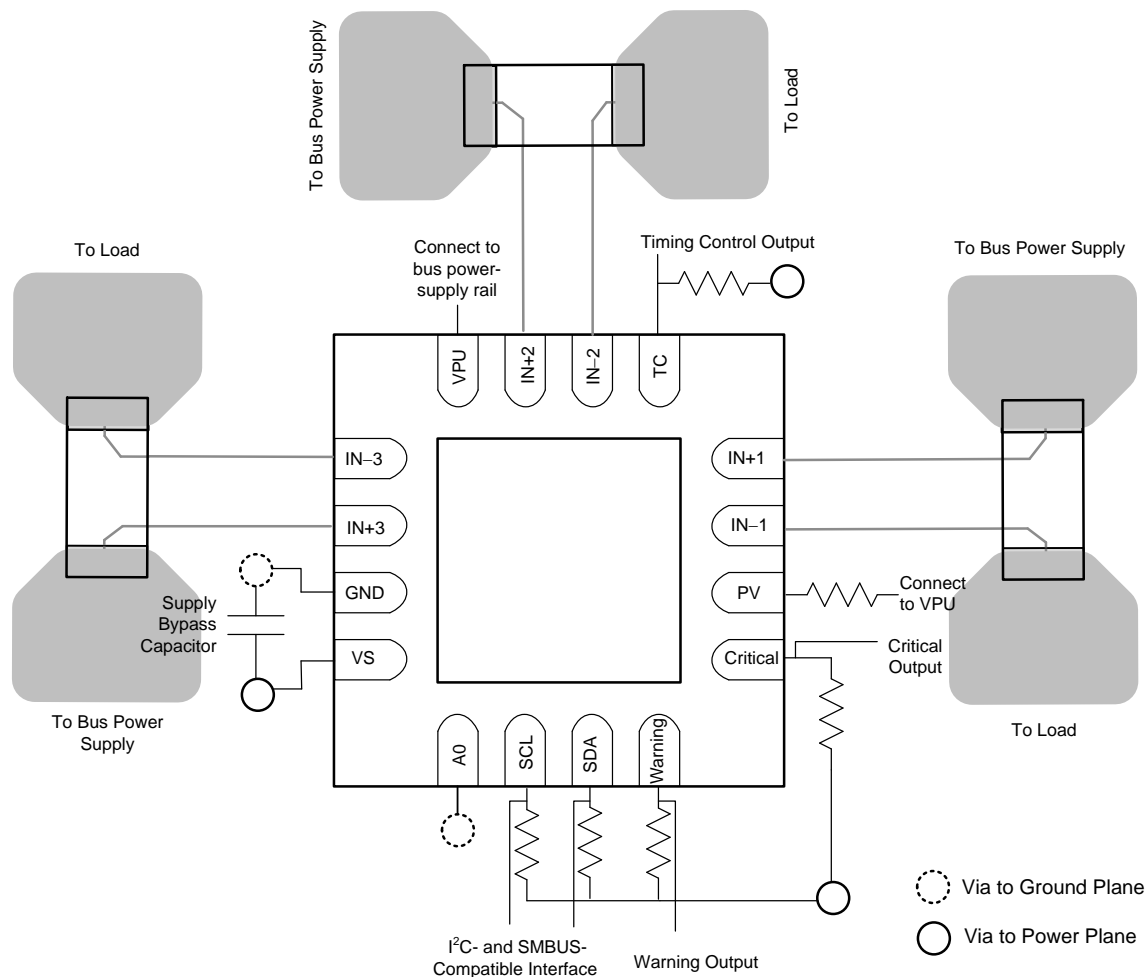 To Bus Power Supply
To Load
To Load
Connect to
bus power-
supply rail
Timing Control Output
To Bus Power Supply
VPU
IN+2
IN−2
TC
IN−3
IN+1
IN+3
IN−1
GND
PV
Connect
to VPU
Supply
Bypass
Capacitor
VS
Critical
Critical
Output
To Bus Power
Supply
To Load
A0
SCL
SDA
Warning
Via to Ground Plane
Via to Power Plane
I²C- and SMBUS-
Compatible Interface
Warning Output